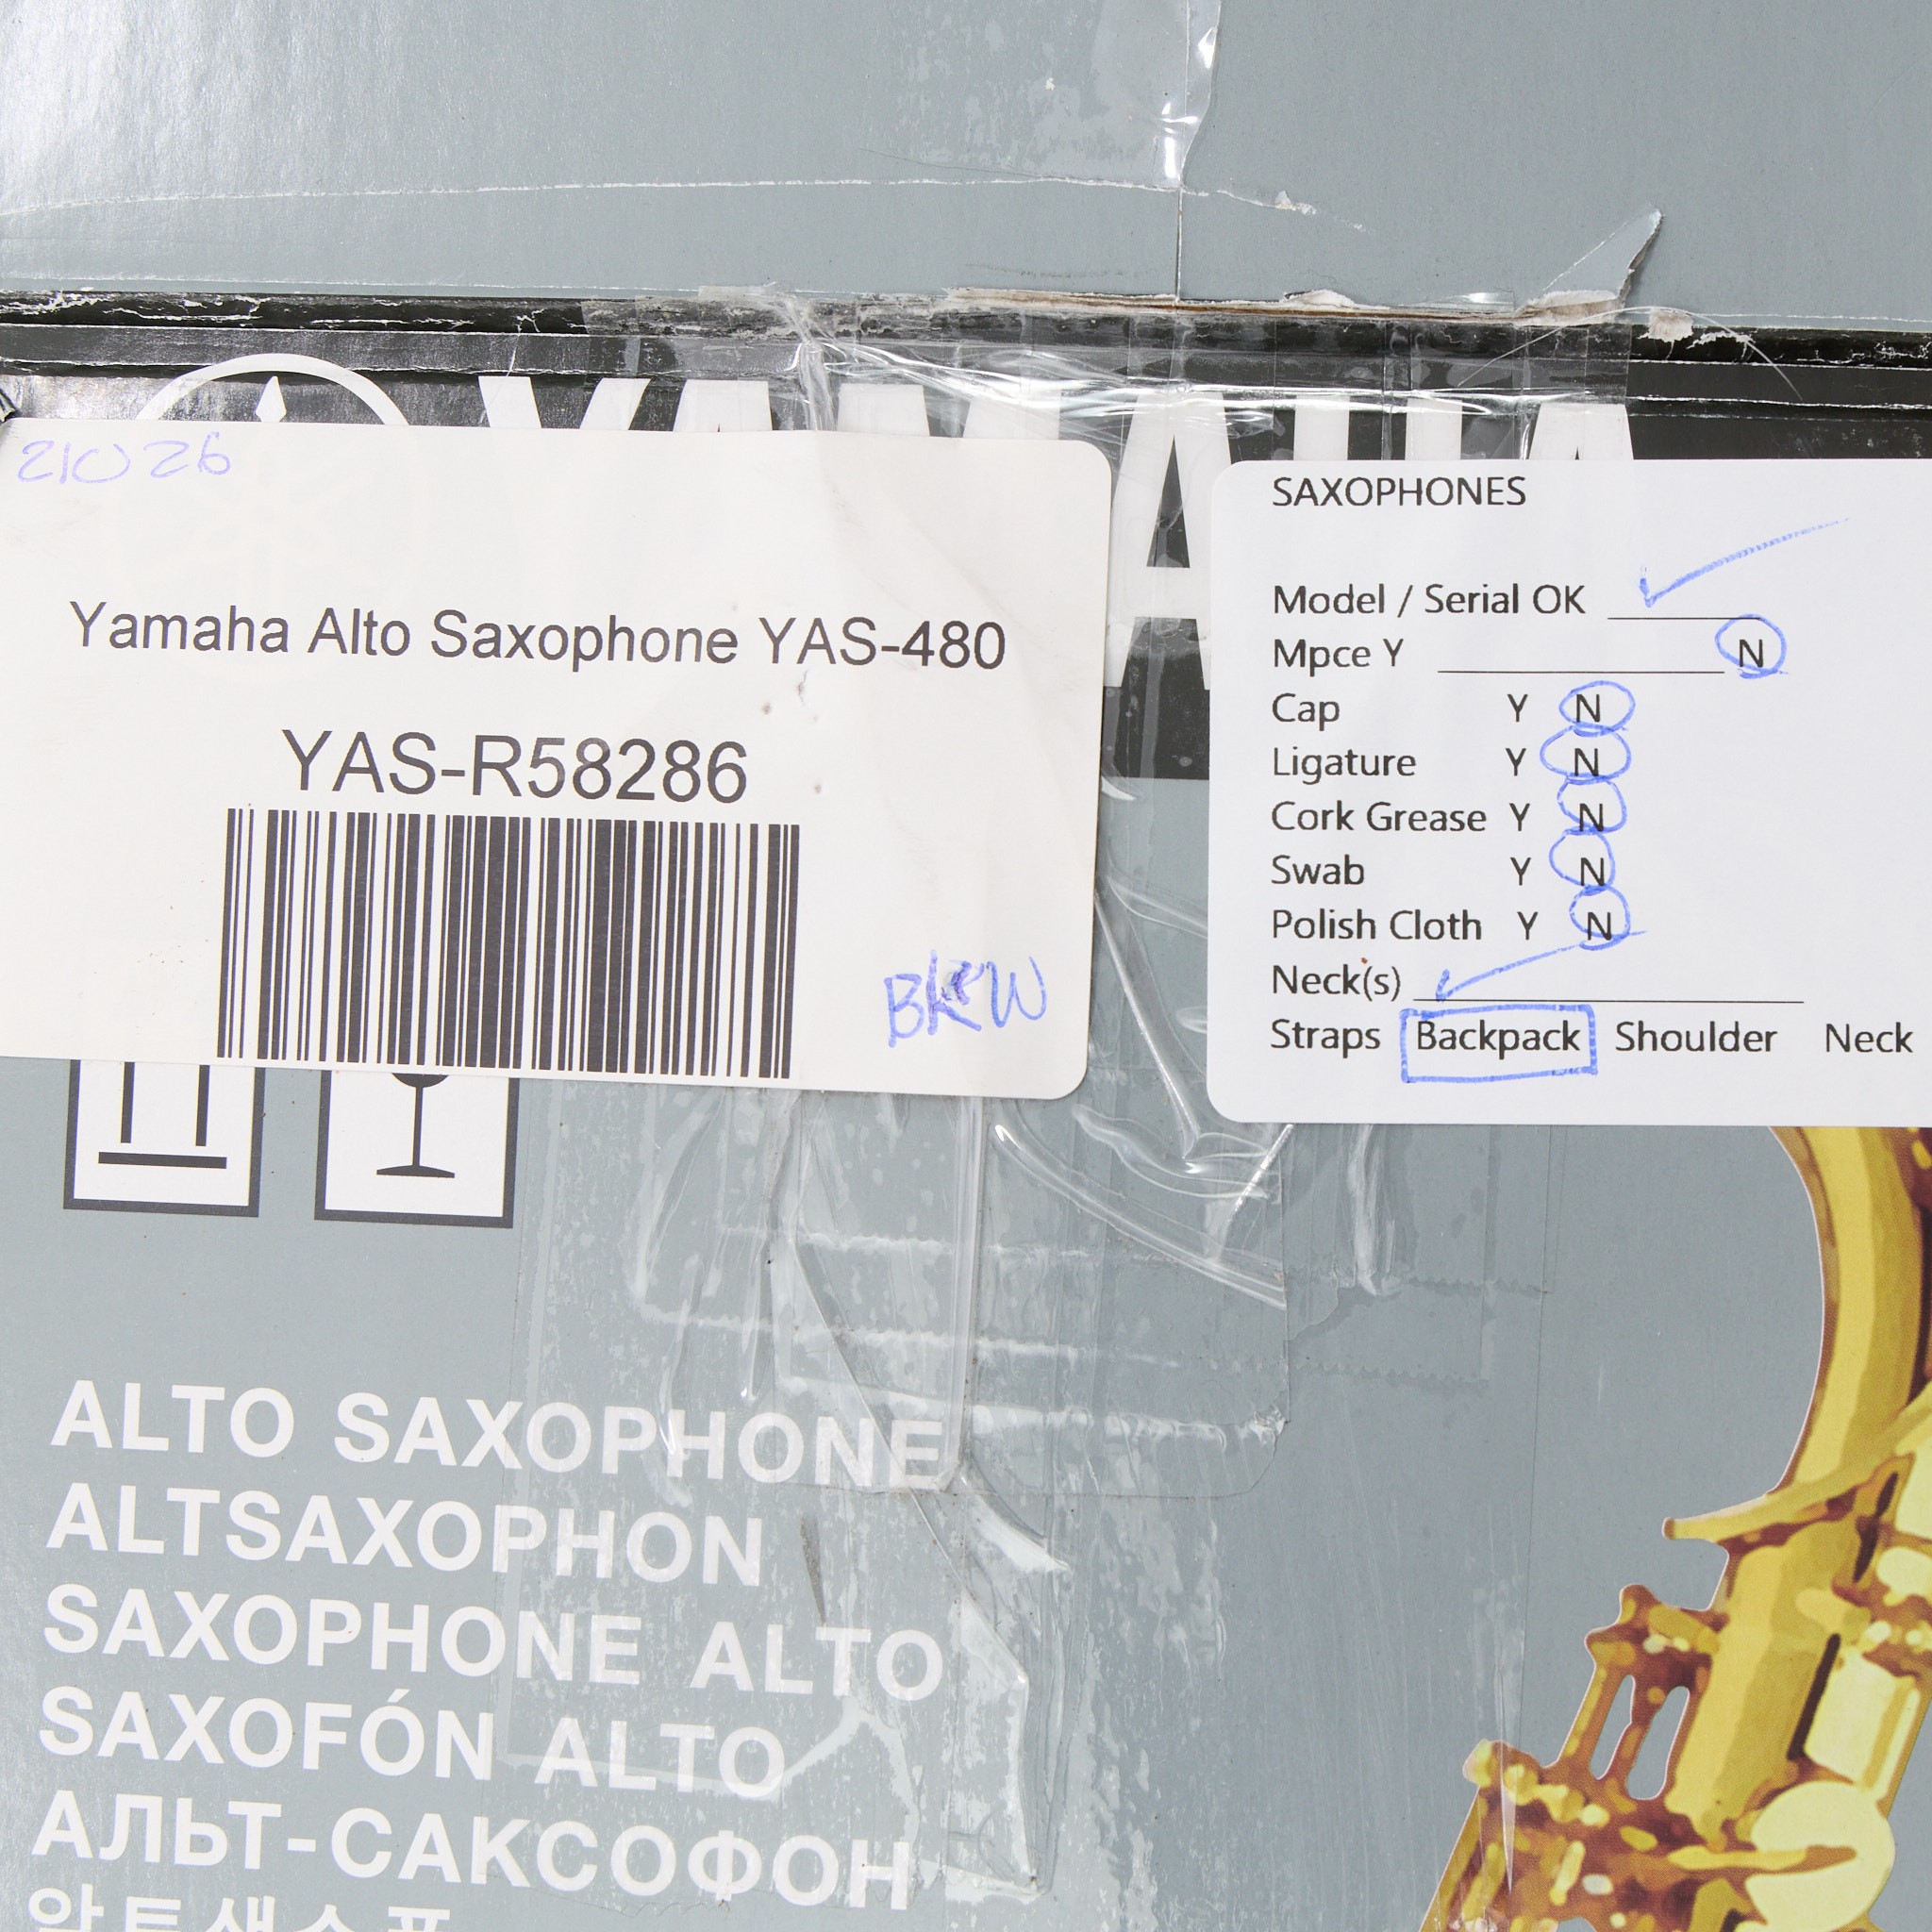 YAMAHA
21026
Yamaha Alto Saxophone YAS-480
YAS-R58286
SAXOPHONES
Model / Serial OK
Mpce Y N
Cap Y N
Ligature Y N
Cork Grease Y N
Swab Y N
Polish Cloth Y N
Neck(s)
Straps Backpack Shoulder Neck
ALTO SAXOPHONE
ALTSAXOPHON
SAXOPHONE ALTO
SAXOFÓN ALTO
АЛЬТ-САКСОФОН